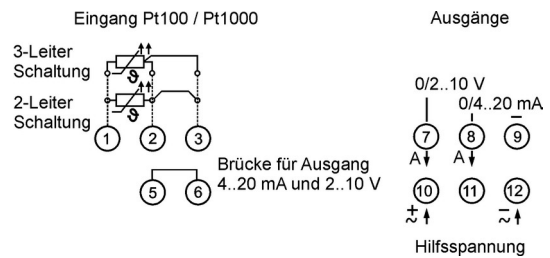 Eingang Pt100 / Pt1000
3-Leiter
Schaltung
ϑ
2-Leiter
Schaltung
ϑ
1 2 3
Brücke für Ausgang
4..20 mA und 2..10 V
5 6
Ausgänge
0/2..10 V
0/4..20 mA
7 8 9
A A
10 11 12
+ −
~ ~
Hilfsspannung